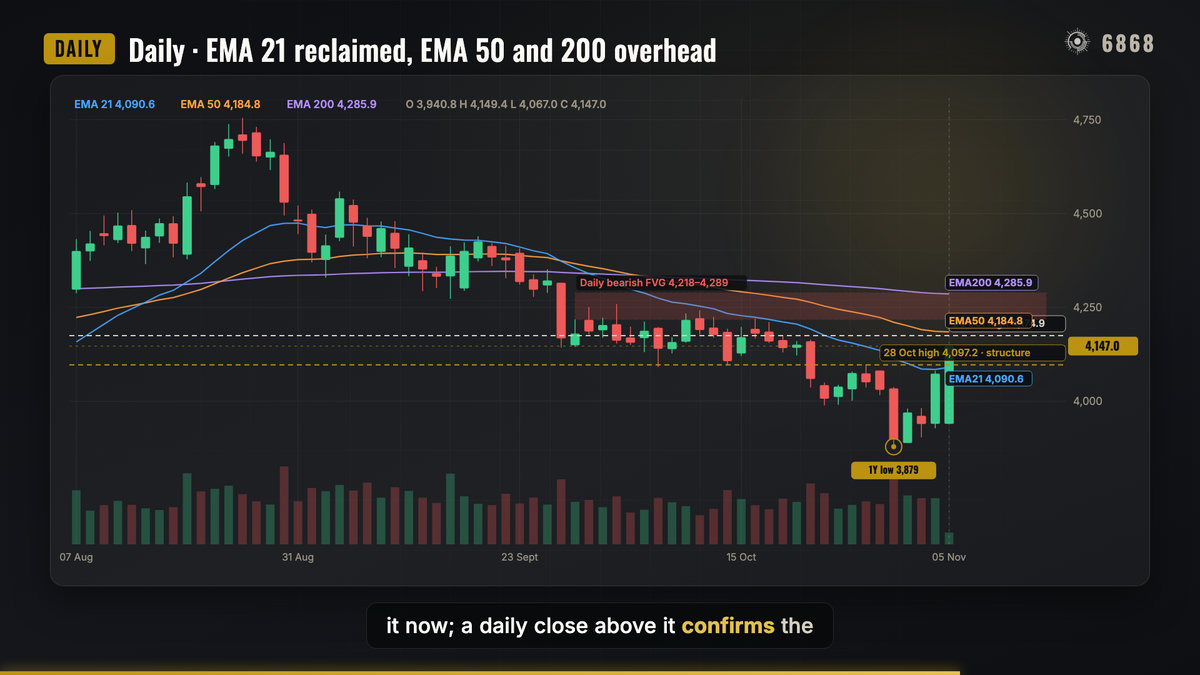 DAILY
Daily · EMA 21 reclaimed, EMA 50 and 200 overhead
6868
EMA 21 4,090.6 EMA 50 4,184.8 EMA 200 4,285.9 O 3,940.8 H 4,149.4 L 4,067.0 C 4,147.0
4,750
4,500
Daily bearish FVG 4,218–4,289
EMA200 4,285.9
4,250
EMA50 4,184.8
4,147.0
28 Oct high 4,097.2 · structure
EMA21 4,090.6
4,000
1Y low 3,879
07 Aug 31 Aug 23 Sept 15 Oct 05 Nov
it now; a daily close above it confirms the